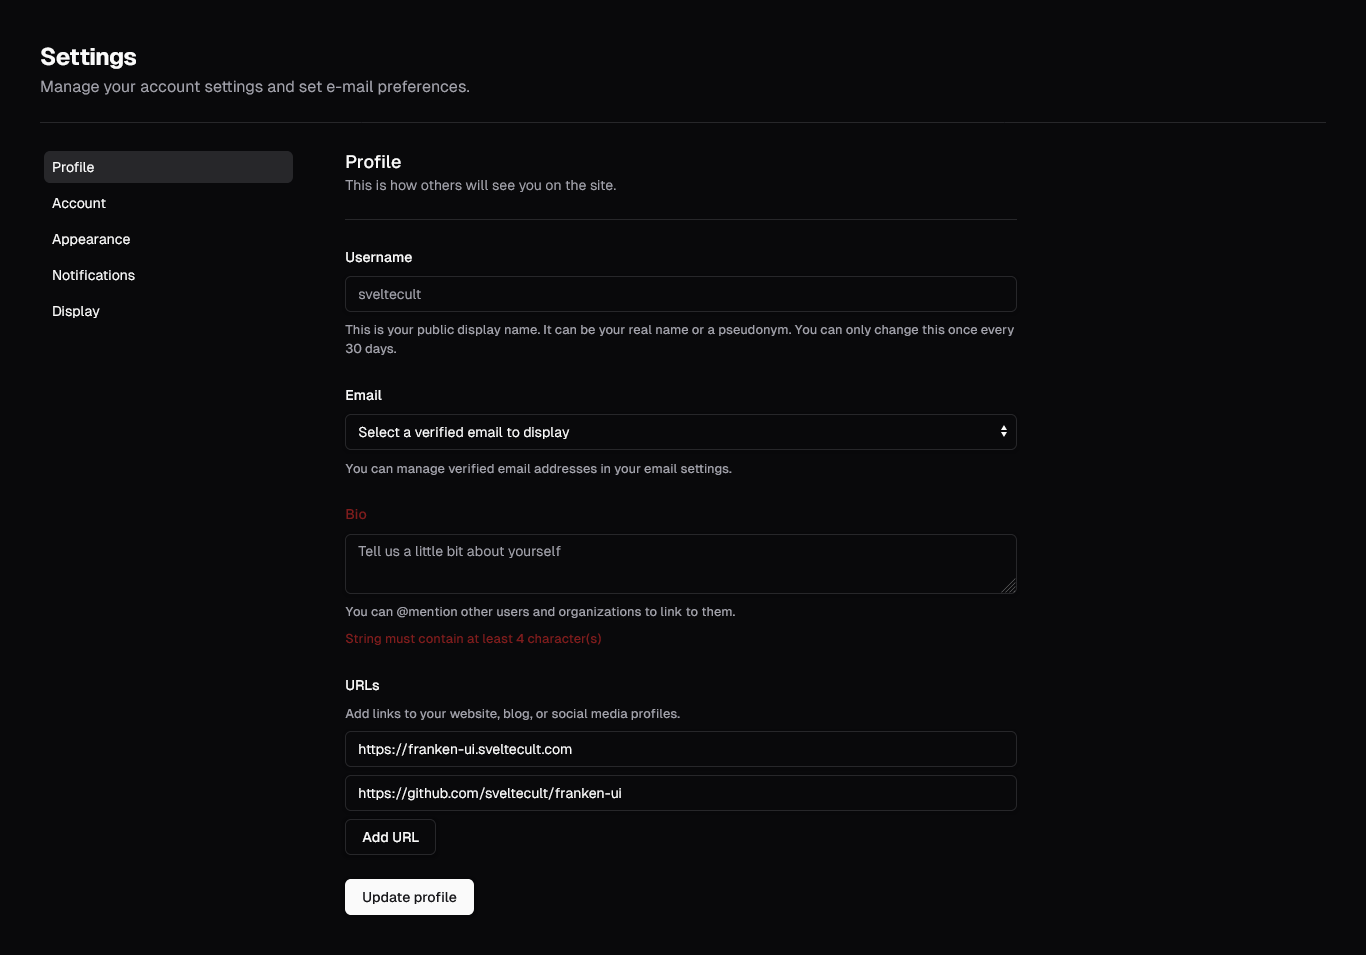 Settings
Manage your account settings and set e-mail preferences.
Profile
Account
Appearance
Notifications
Display
Profile
This is how others will see you on the site.
Username
sveltecult
This is your public display name. It can be your real name or a pseudonym. You can only change this once every
30 days.
Email
Select a verified email to display
You can manage verified email addresses in your email settings.
Bio
Tell us a little bit about yourself
You can @mention other users and organizations to link to them.
String must contain at least 4 character(s)
URLs
Add links to your website, blog, or social media profiles.
https://franken-ui.sveltecult.com
https://github.com/sveltecult/franken-ui
Add URL
Update profile